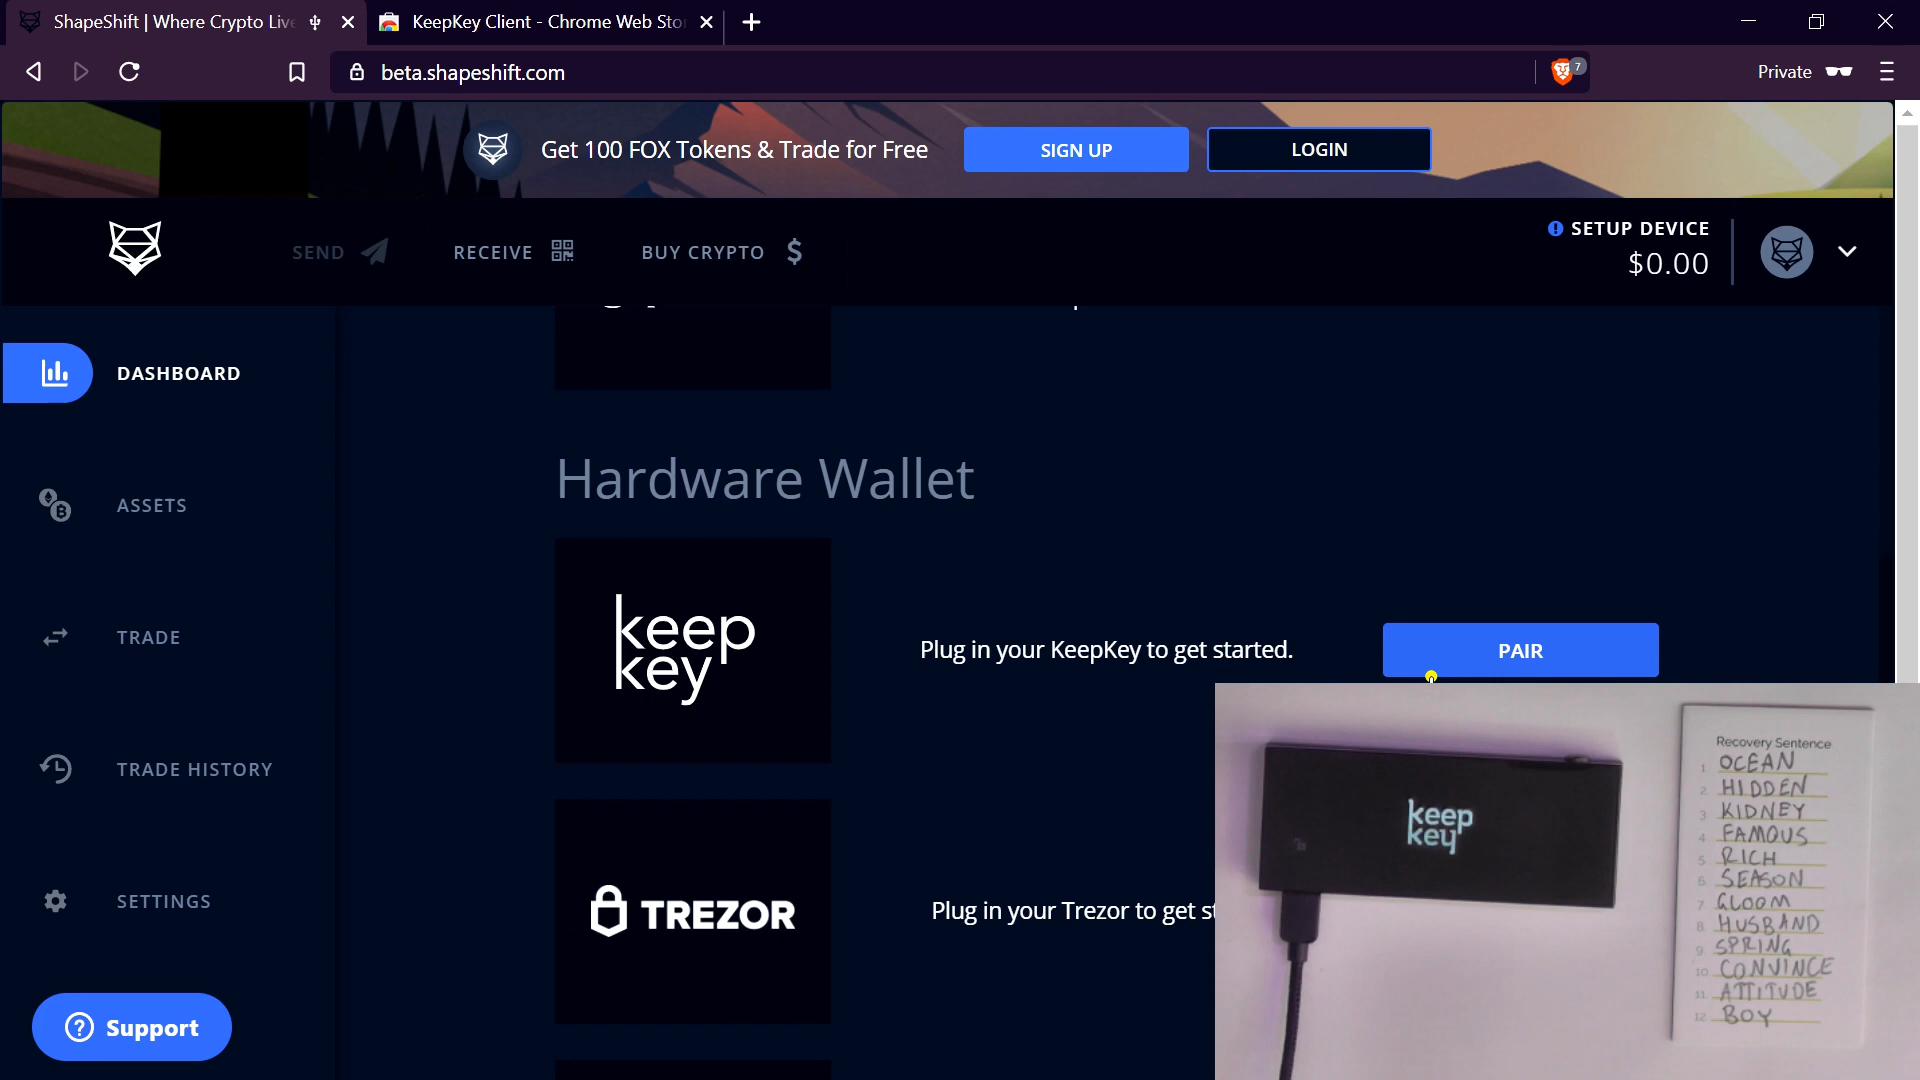 ShapeShift | Where Crypto Live
KeepKey Client - Chrome Web Sto
beta.shapeshift.com
7
Private
Get 100 FOX Tokens & Trade for Free
SIGN UP
LOGIN
SEND
RECEIVE
BUY CRYPTO
SETUP DEVICE
$0.00
DASHBOARD
ASSETS
TRADE
TRADE HISTORY
SETTINGS
Support
Hardware Wallet
keep
key
Plug in your KeepKey to get started.
PAIR
TREZOR
Plug in your Trezor to get st
keep
key
Recovery Sentence
1 OCEAN
2 HIDDEN
3 KIDNEY
4 FAMOUS
5 RICH
6 SEASON
7 GLOOM
8 HUSBAND
9 SPRING
10 CONVINCE
11 ATTITUDE
12 BOY